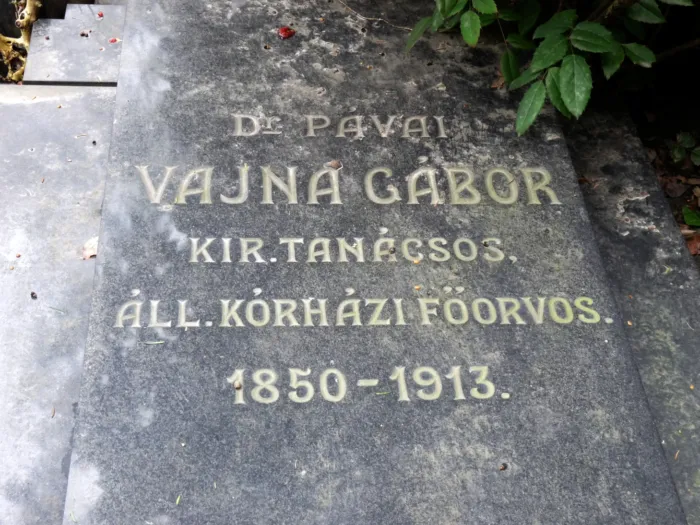 Dr. PÁVAI
VAJNA GÁBOR
KIR. TANÁCSOS,
ÁLL. KÓRHÁZI FŐORVOS.
1850-1913.